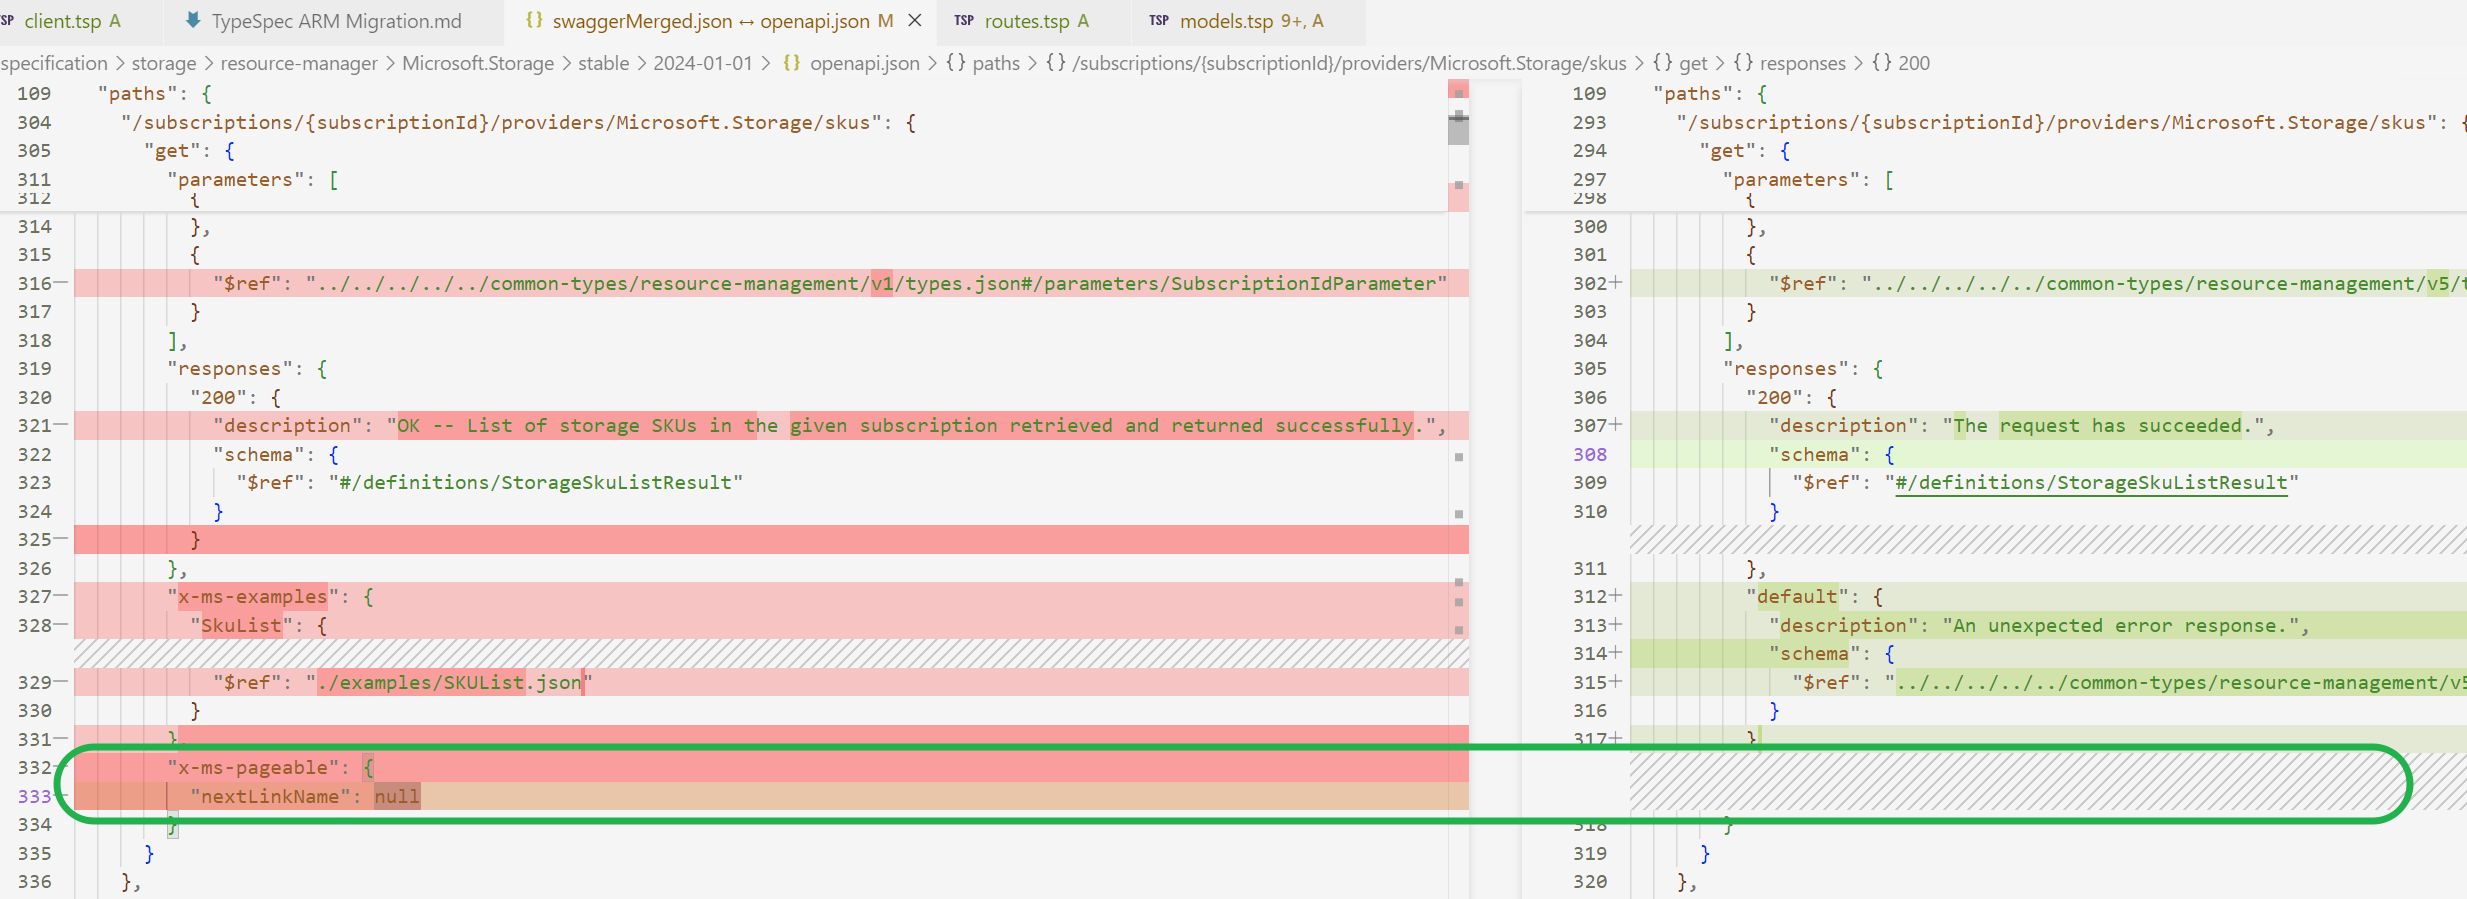 SP client.tsp A
TypeSpec ARM Migration.md
{} swaggerMerged.json ↔ openapi.json M ×
TSP routes.tsp A
TSP models.tsp 9+, A
specification > storage > resource-manager > Microsoft.Storage > stable > 2024-01-01 > {} openapi.json > {} paths > {} /subscriptions/{subscriptionId}/providers/Microsoft.Storage/skus > {} get > {} responses > {} 200
109 "paths": {
304 "/subscriptions/{subscriptionId}/providers/Microsoft.Storage/skus": {
305 "get": {
311 "parameters": [
312 {
314 },
315 {
316— "$ref": "../../../../../common-types/resource-management/v1/types.json#/parameters/SubscriptionIdParameter"
317 }
318 ],
319 "responses": {
320 "200": {
321— "description": "OK -- List of storage SKUs in the given subscription retrieved and returned successfully.",
322 "schema": {
323 "$ref": "#/definitions/StorageSkuListResult"
324 }
325— }
326 },
327— "x-ms-examples": {
328— "SkuList": {
329— "$ref": "./examples/SKUList.json"
330 }
331— },
332— "x-ms-pageable": {
333— "nextLinkName": null
334 }
335 }
336 },
109 "paths": {
293 "/subscriptions/{subscriptionId}/providers/Microsoft.Storage/skus": {
294 "get": {
297 "parameters": [
298 {
300 },
301 {
302+ "$ref": "../../../../../common-types/resource-management/v5/t
303 }
304 ],
305 "responses": {
306 "200": {
307+ "description": "The request has succeeded.",
308 "schema": {
309 "$ref": "#/definitions/StorageSkuListResult"
310 }
311 },
312+ "default": {
313+ "description": "An unexpected error response.",
314+ "schema": {
315+ "$ref": "../../../../../common-types/resource-management/v5
316 }
317+ }
318 }
319 }
320 },